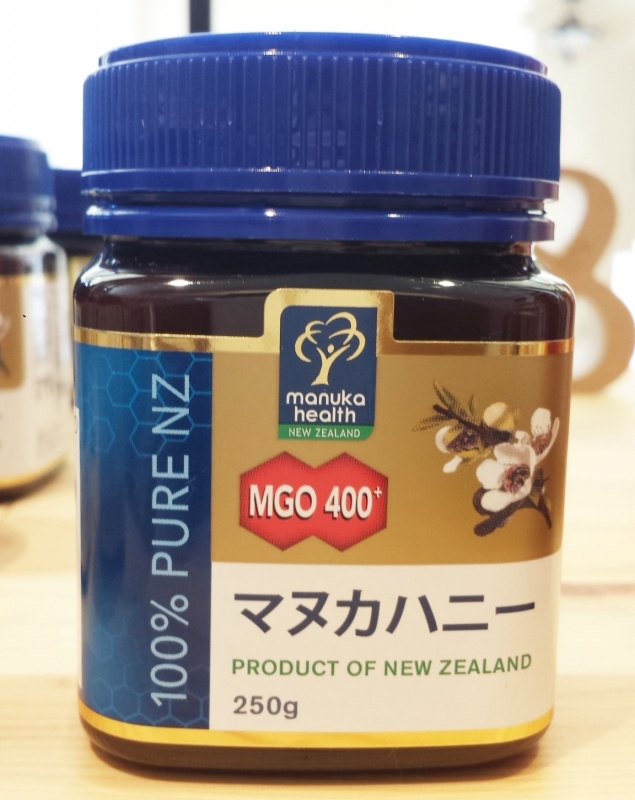 manuka
health
NEW ZEALAND
MGO 400+
100% PURE NZ
マヌカハニー
PRODUCT OF NEW ZEALAND
250g